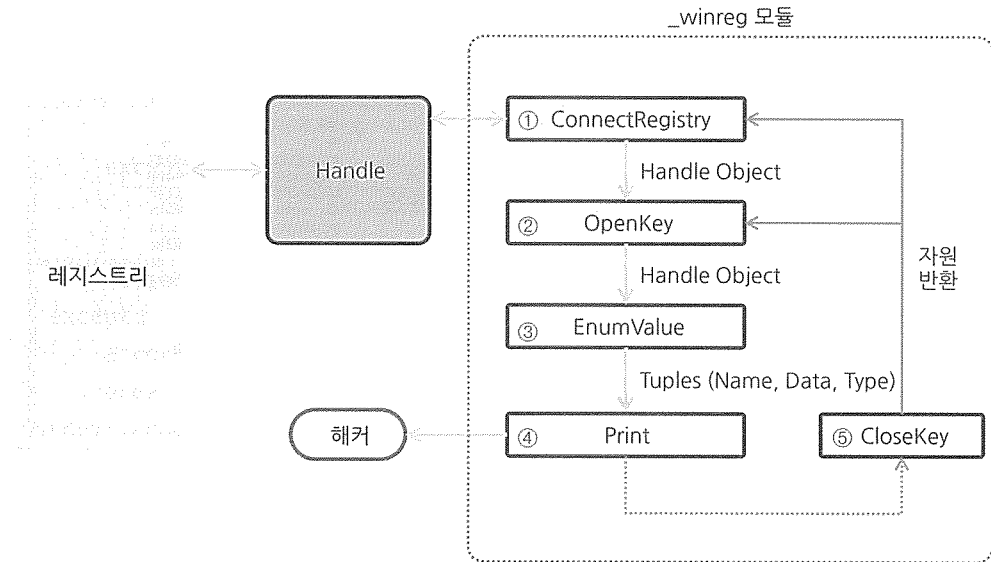 _winreg 모듈
① ConnectRegistry
Handle
Handle Object
② OpenKey
자원
반환
레지스트리
Handle Object
③ EnumValue
Tuples (Name, Data, Type)
해커
④ Print
⑤ CloseKey